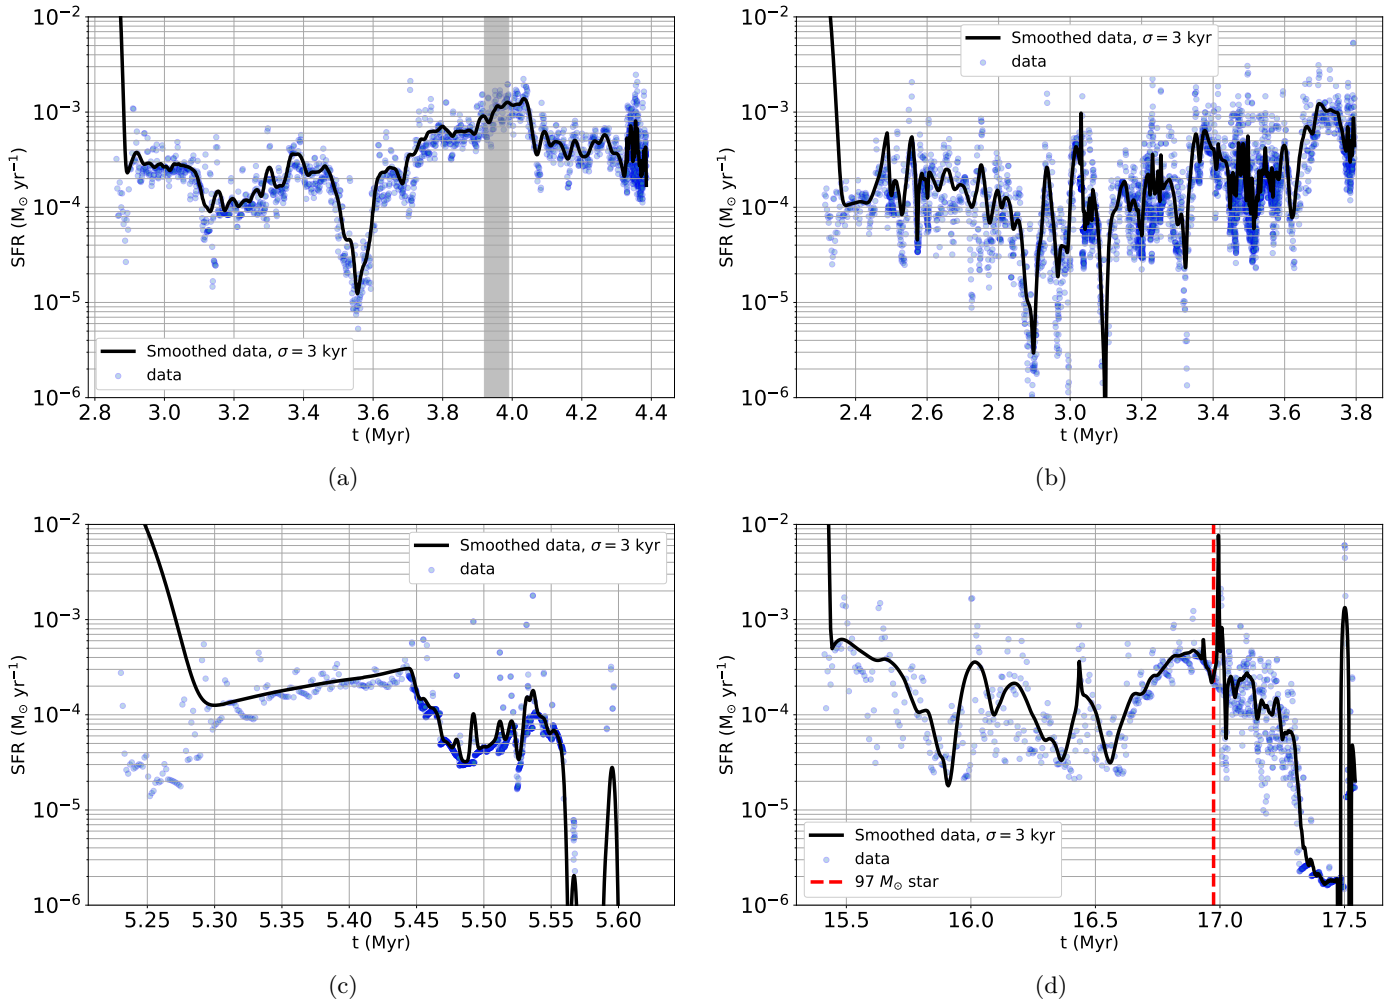 10⁻²
10⁻³
10⁻⁴
10⁻⁵
10⁻⁶
SFR (M⊙ yr⁻¹)
Smoothed data, σ = 3 kyr
data
2.8 3.0 3.2 3.4 3.6 3.8 4.0 4.2 4.4
t (Myr)
(a)
10⁻²
10⁻³
10⁻⁴
10⁻⁵
10⁻⁶
SFR (M⊙ yr⁻¹)
Smoothed data, σ = 3 kyr
data
2.4 2.6 2.8 3.0 3.2 3.4 3.6 3.8
t (Myr)
(b)
10⁻²
10⁻³
10⁻⁴
10⁻⁵
10⁻⁶
SFR (M⊙ yr⁻¹)
Smoothed data, σ = 3 kyr
data
5.25 5.30 5.35 5.40 5.45 5.50 5.55 5.60
t (Myr)
(c)
10⁻²
10⁻³
10⁻⁴
10⁻⁵
10⁻⁶
SFR (M⊙ yr⁻¹)
Smoothed data, σ = 3 kyr
data
97 M⊙ star
15.5 16.0 16.5 17.0 17.5
t (Myr)
(d)